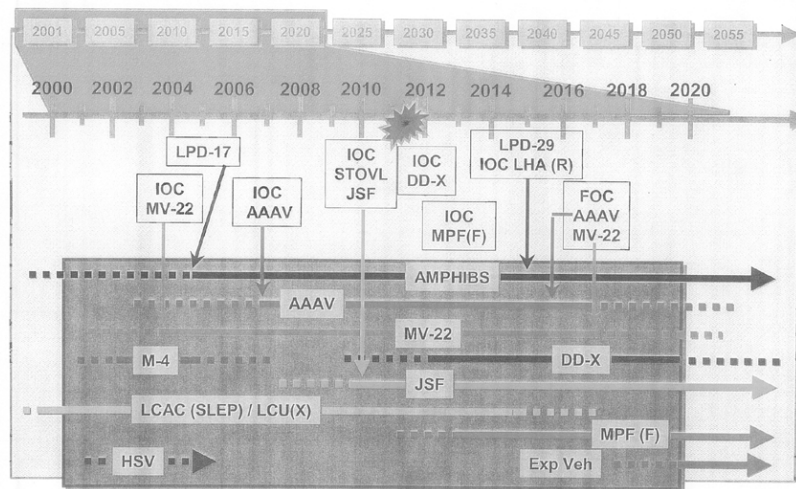 2001 2005 2010 2015 2020 2025 2030 2035 2040 2045 2050 2055
2000 2002 2004 2006 2008 2010 2012 2014 2016 2018 2020
LPD-17
IOC
MV-22
IOC
AAAV
IOC
STOVL
JSF
IOC
DD-X
IOC
MPF(F)
LPD-29
IOC LHA (R)
FOC
AAAV
MV-22
AMPHIBS
AAAV
MV-22
M-4
DD-X
JSF
LCAC (SLEP) / LCU(X)
MPF (F)
HSV
Exp Veh